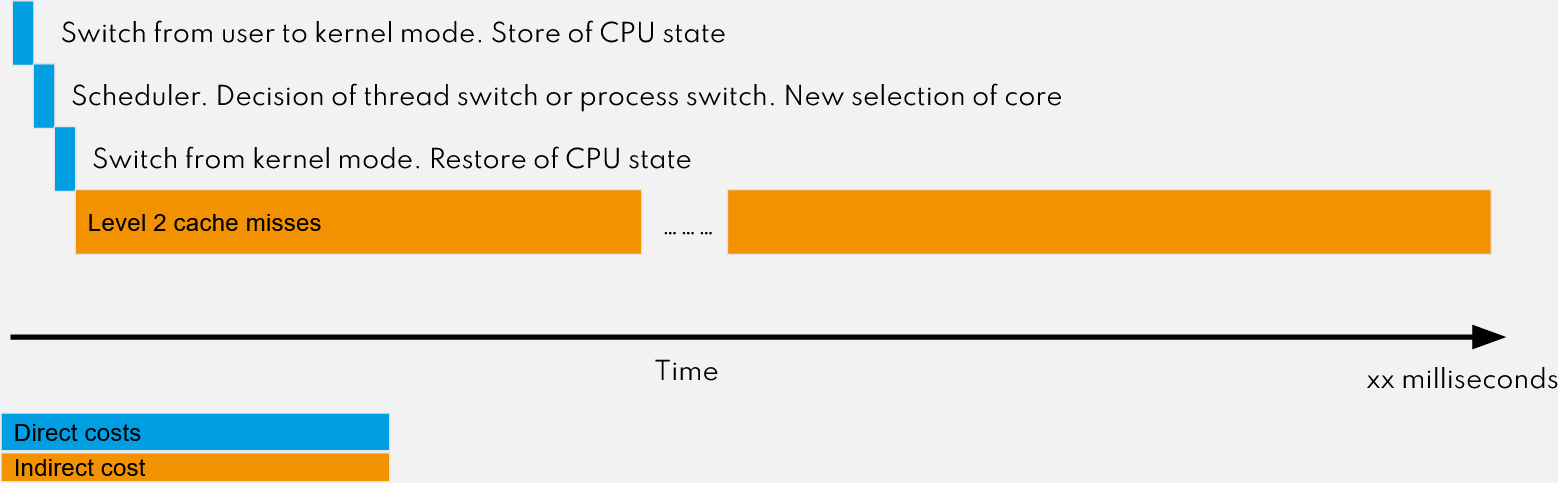 Switch from user to kernel mode. Store of CPU state
Scheduler. Decision of thread switch or process switch. New selection of core
Switch from kernel mode. Restore of CPU state
Level 2 cache misses
... ... ...
Time
xx milliseconds
Direct costs
Indirect cost